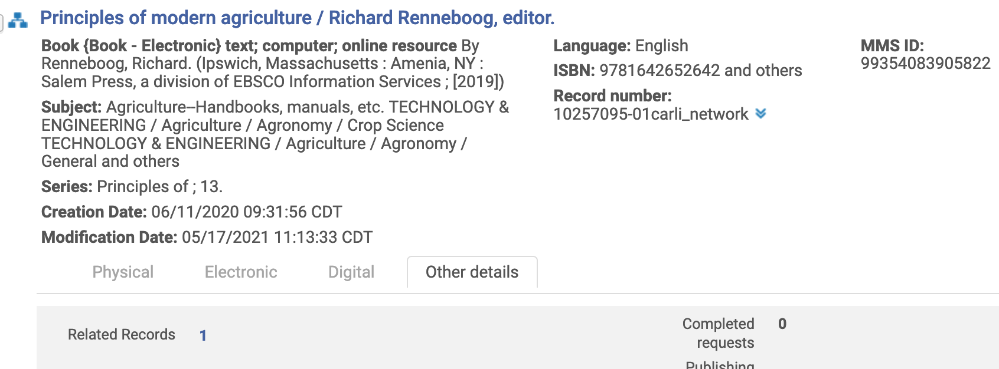 Principles of modern agriculture / Richard Renneboog, editor.
Book {Book - Electronic} text; computer; online resource By
Renneboog, Richard. (Ipswich, Massachusetts : Amenia, NY :
Salem Press, a division of EBSCO Information Services ; [2019])
Subject: Agriculture--Handbooks, manuals, etc. TECHNOLOGY &
ENGINEERING / Agriculture / Agronomy / Crop Science
TECHNOLOGY & ENGINEERING / Agriculture / Agronomy /
General and others
Series: Principles of ; 13.
Creation Date: 06/11/2020 09:31:56 CDT
Modification Date: 05/17/2021 11:13:33 CDT
Language: English
ISBN: 9781642652642 and others
Record number:
10257095-01carli_network
MMS ID:
99354083905822
Physical Electronic Digital Other details
Related Records 1
Completed 0
requests
Publishing